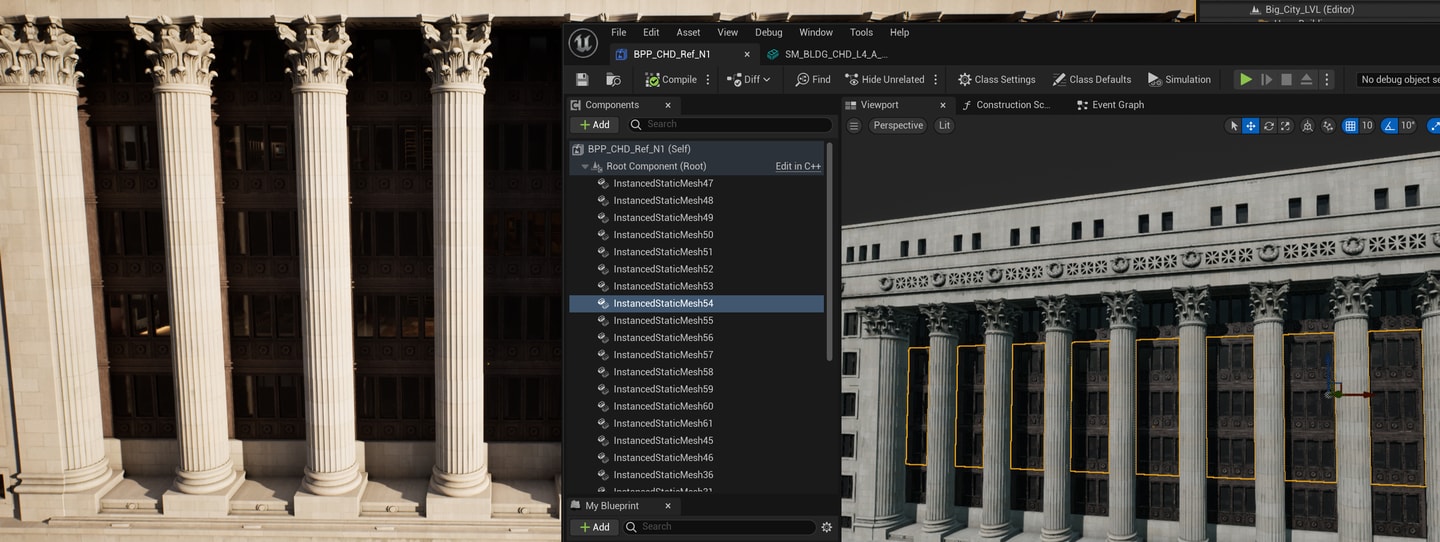 Big_City_LVL (Editor)
File Edit Asset View Debug Window Tools Help
BPP_CHD_Ref_N1 SM_BLDG_CHD_L4_A_...
Compile Diff Find Hide Unrelated Class Settings Class Defaults Simulation No debug object se
Components Viewport Construction Sc... Event Graph
Add Search Perspective Lit 10 10°
BPP_CHD_Ref_N1 (Self)
Root Component (Root) Edit in C++
InstancedStaticMesh47
InstancedStaticMesh48
InstancedStaticMesh49
InstancedStaticMesh50
InstancedStaticMesh51
InstancedStaticMesh52
InstancedStaticMesh53
InstancedStaticMesh54
InstancedStaticMesh55
InstancedStaticMesh56
InstancedStaticMesh57
InstancedStaticMesh58
InstancedStaticMesh59
InstancedStaticMesh60
InstancedStaticMesh61
InstancedStaticMesh45
InstancedStaticMesh46
InstancedStaticMesh36
My Blueprint
Add Search